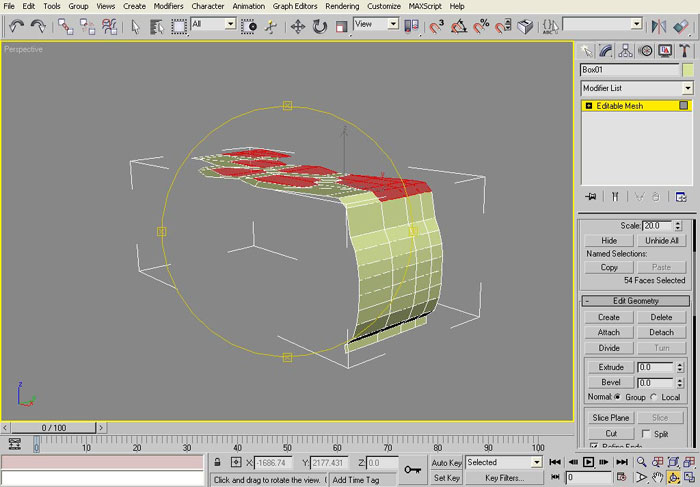 File Edit Tools Group Views Create Modifiers Character Animation Graph Editors Rendering Customize MAXScript Help
All View
Perspective
Box01
Modifier List
Editable Mesh
Scale: 20.0
Hide Unhide All
Named Selections:
Copy Paste
54 Faces Selected
- Edit Geometry
Create Delete
Attach Detach
Divide Turn
Extrude 0.0
Bevel 0.0
Normal: Group Local
Slice Plane Slice
Cut Split
Refine Ends
z
x
0 / 100
0 10 20 30 40 50 60 70 80 90 100
X: -1686.74 Y: 2177.431 Z: 0.0
Auto Key Selected
Set Key Key Filters...
0
Click and drag to rotate the view. Add Time Tag